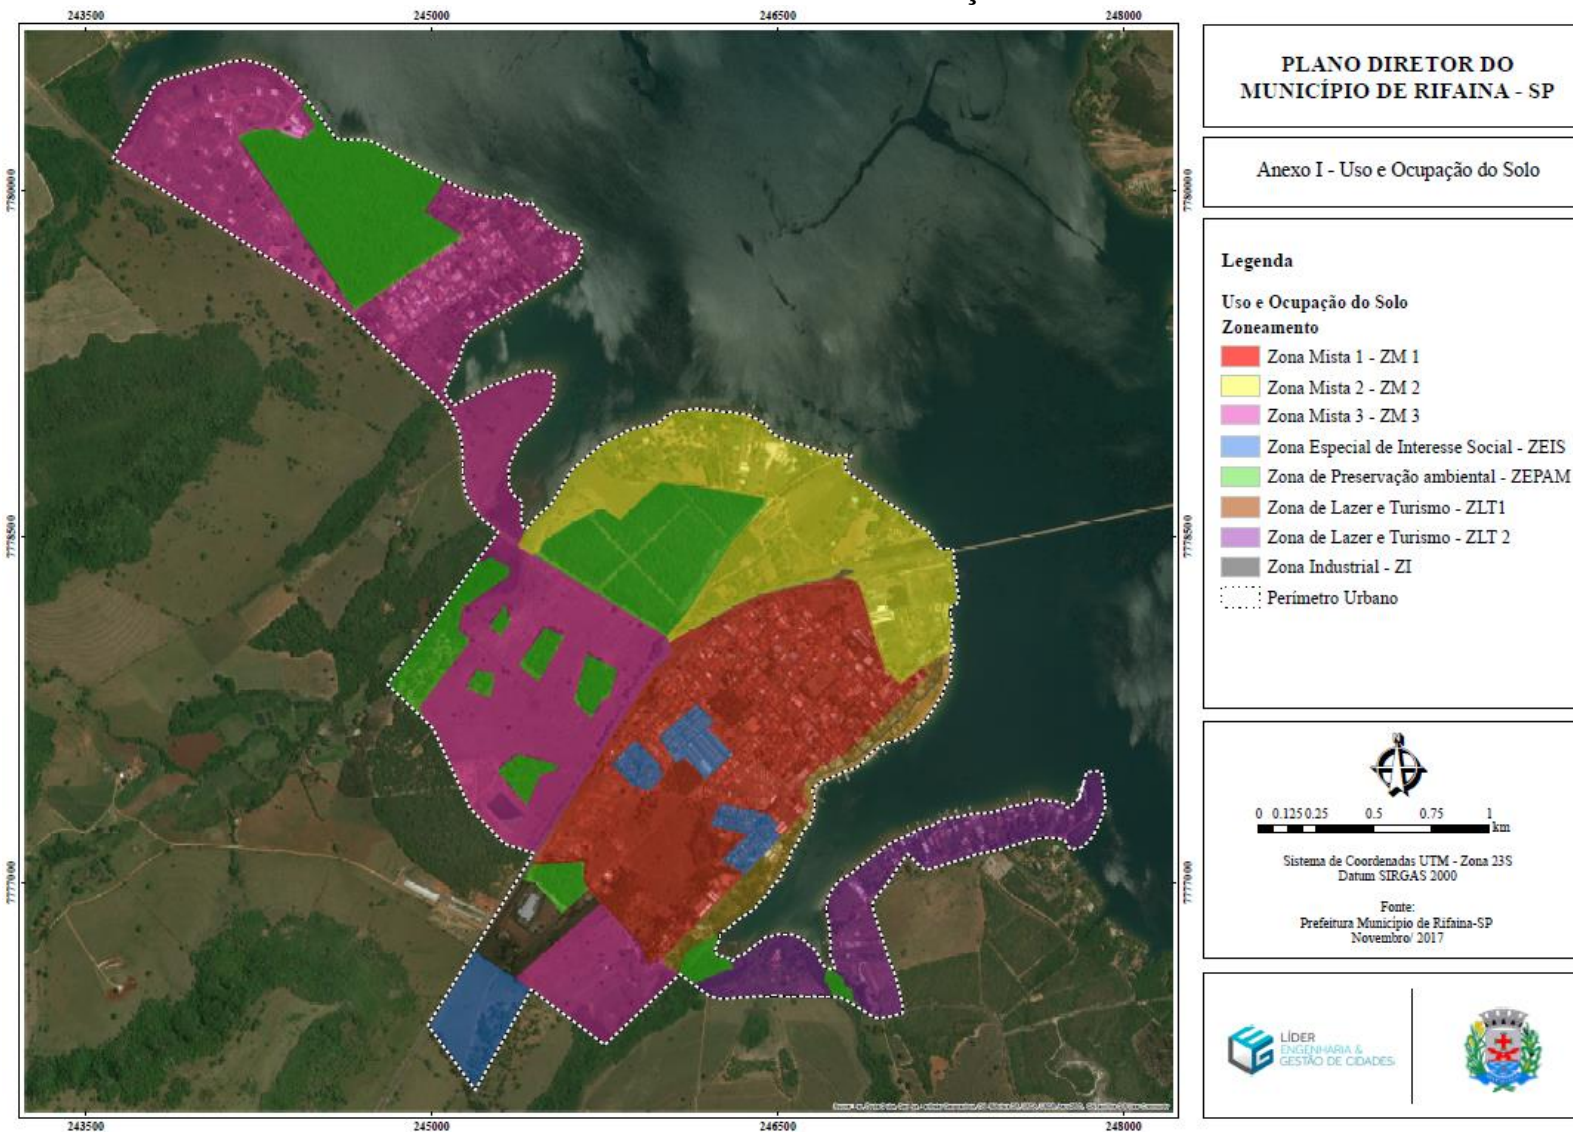 243500
245000
246500
248000
7780000
7778500
7777000
7780000
7778500
7777000
243500
245000
246500
248000
PLANO DIRETOR DO
MUNICÍPIO DE RIFAINA - SP
Anexo I - Uso e Ocupação do Solo
Legenda
Uso e Ocupação do Solo
Zoneamento
Zona Mista 1 - ZM 1
Zona Mista 2 - ZM 2
Zona Mista 3 - ZM 3
Zona Especial de Interesse Social - ZEIS
Zona de Preservação ambiental - ZEPAM
Zona de Lazer e Turismo - ZLT1
Zona de Lazer e Turismo - ZLT 2
Zona Industrial - ZI
Perímetro Urbano
0 0.125 0.25 0.5 0.75 1
km
Sistema de Coordenadas UTM - Zona 23S
Datum SIRGAS 2000
Fonte:
Prefeitura Município de Rifaina-SP
Novembro/ 2017
LÍDER
ENGENHARIA &
GESTÃO DE CIDADES